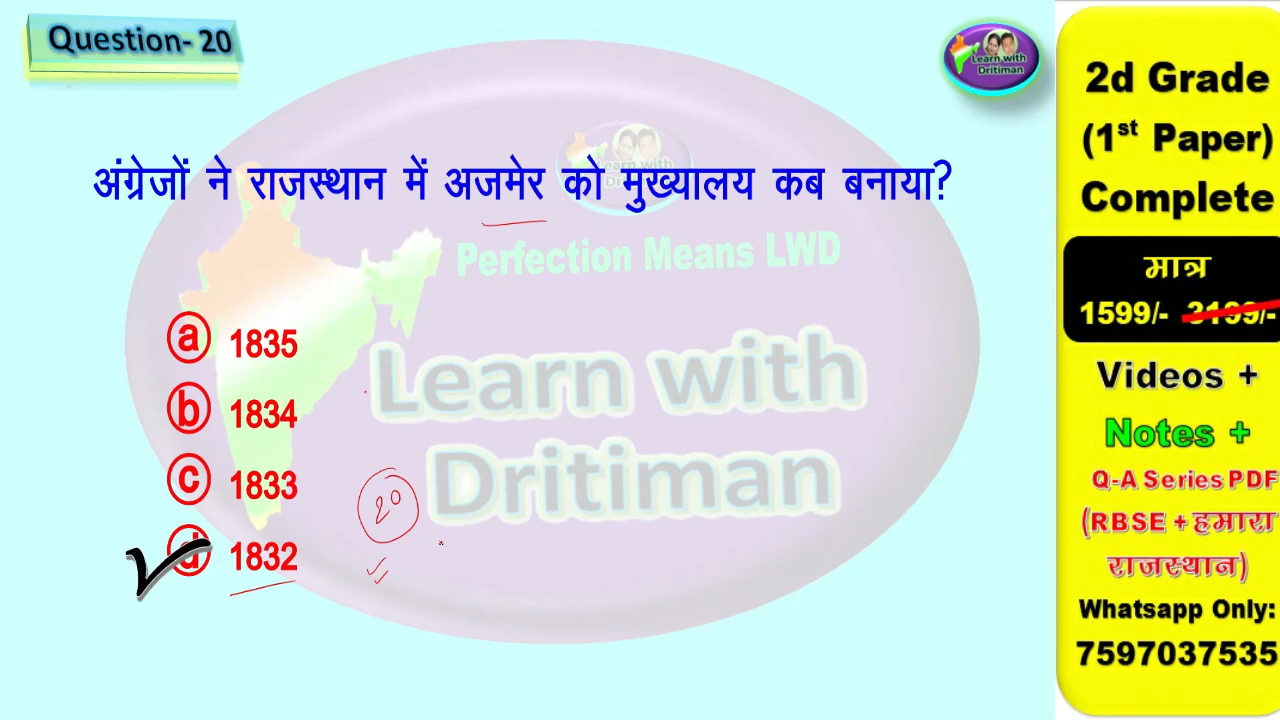 Question- 20
Learn with
Dritiman
अंग्रेजों ने राजस्थान में अजमेर को मुख्यालय कब बनाया?
Learn with
Perfection Means LWD
a 1835
b 1834
c 1833
d 1832
Learn with
Dritiman
20
2d Grade
(1st Paper)
Complete
मात्र
1599/- 3199/-
Videos +
Notes +
Q-A Series PDF
(RBSE + हमारा
राजस्थान)
Whatsapp Only:
7597037535